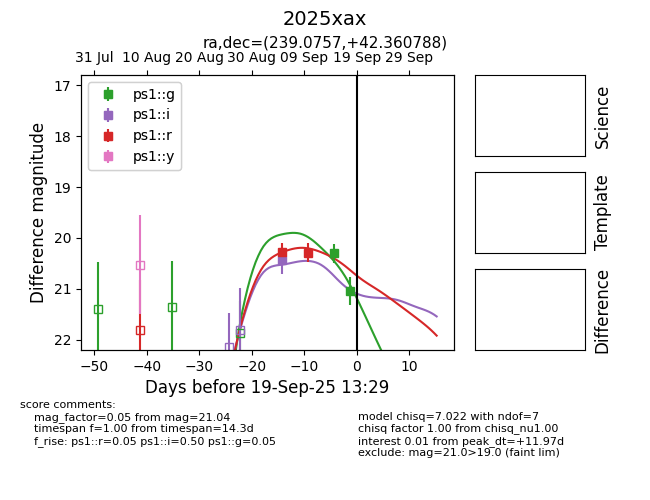 2025xax
ra,dec=(239.0757,+42.360788)
31 Jul 10 Aug 20 Aug 30 Aug 09 Sep 19 Sep 29 Sep
ps1::g
ps1::i
ps1::r
ps1::y
17
18
19
20
21
22
Difference magnitude
−50 −40 −30 −20 −10 0 10
Days before 19-Sep-25 13:29
Science
Template
Difference
score comments:
mag_factor=0.05 from mag=21.04
timespan f=1.00 from timespan=14.3d
f_rise: ps1::r=0.05 ps1::i=0.50 ps1::g=0.05
model chisq=7.022 with ndof=7
chisq factor 1.00 from chisq_nu1.00
interest 0.01 from peak_dt=+11.97d
exclude: mag=21.0>19.0 (faint lim)